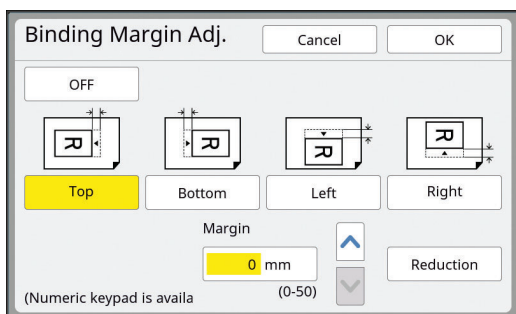 Binding Margin Adj.
Cancel
OK
OFF
R
R
R
R
Top
Bottom
Left
Right
Margin
0 mm
(0-50)
Reduction
(Numeric keypad is availa